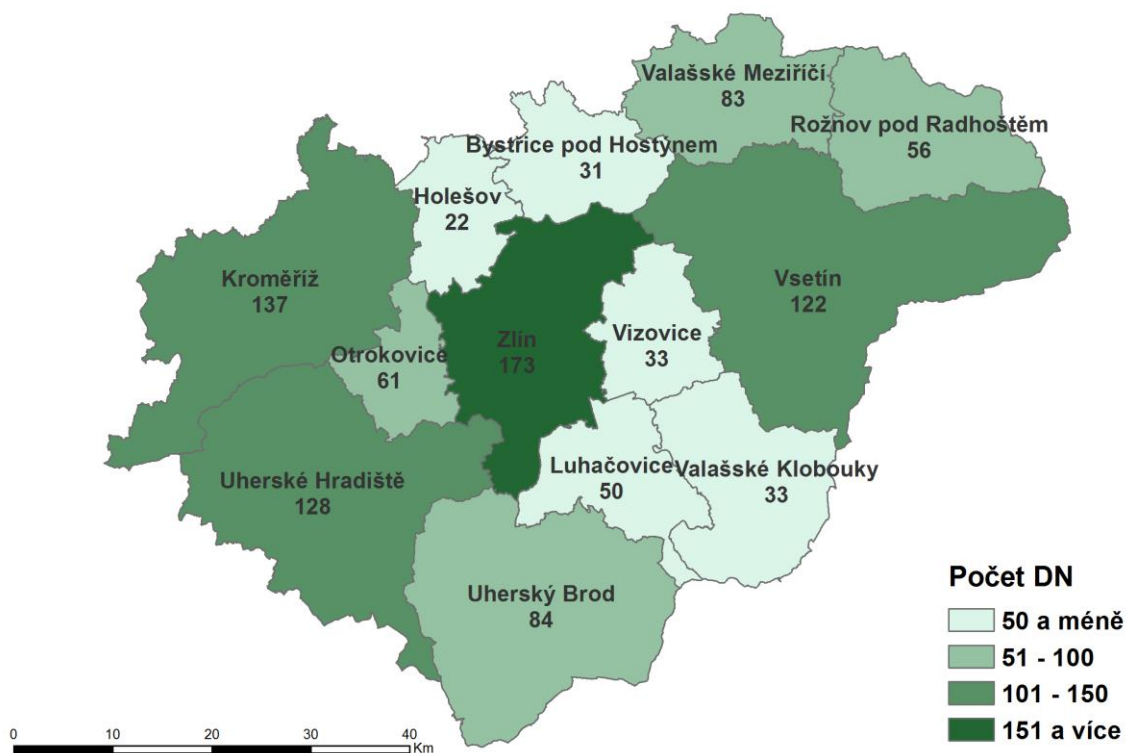 Valašské Meziříčí
83
Rožnov pod Radhoštěm
56
Bystřice pod Hostýnem
31
Holešov
22
Kroměříž
137
Vsetín
122
Zlín
173
Vizovice
33
Otrokovice
61
Luhačovice
50
Valašské Klobouky
33
Uherské Hradiště
128
Uherský Brod
84
Počet DN
50 a méně
51 - 100
101 - 150
151 a více
0 10 20 30 40
Km